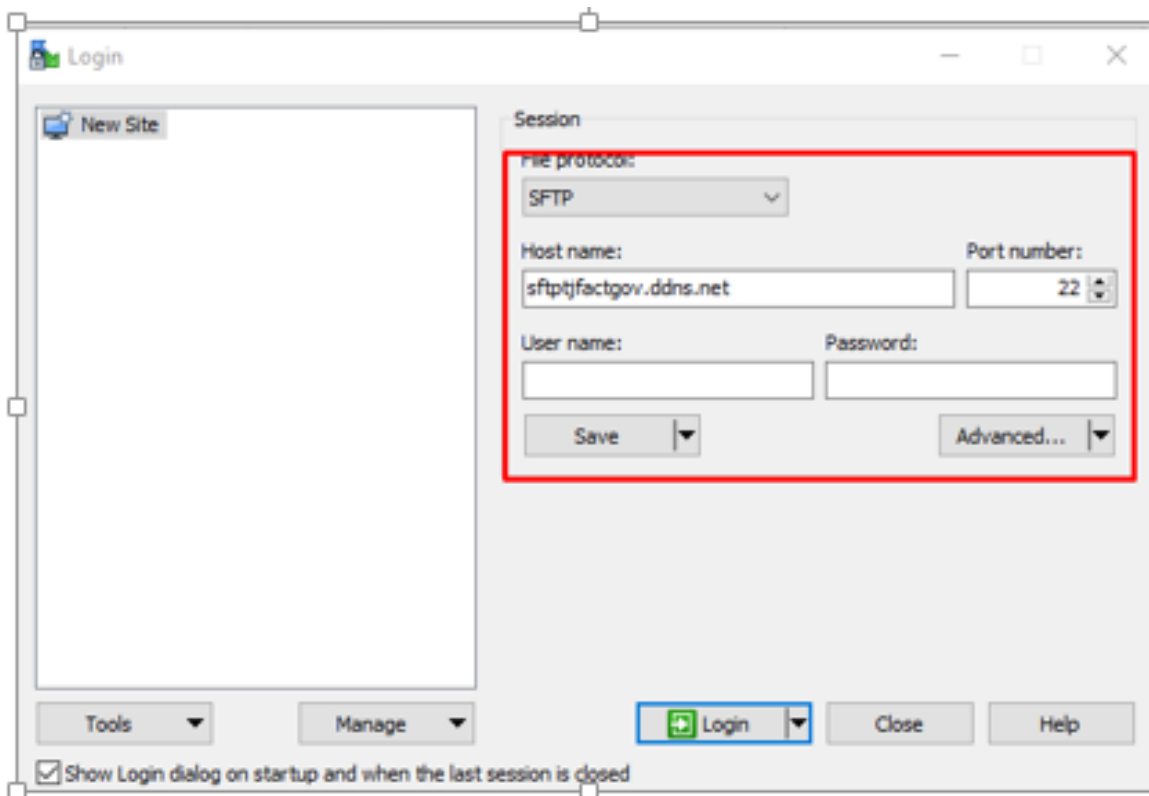 Login
New Site
Session
File protocol:
SFTP
Host name: Port number:
sftptjfactgov.ddns.net 22
User name: Password:
Save Advanced...
Tools Manage Login Close Help
Show Login dialog on startup and when the last session is closed